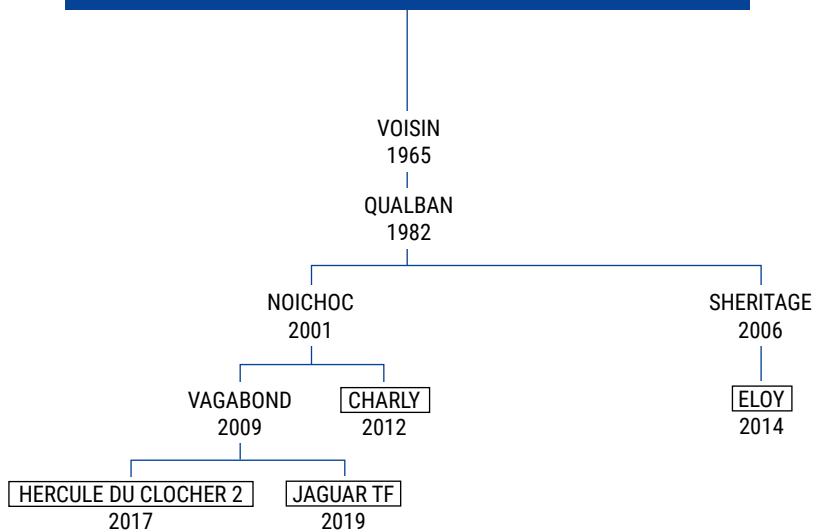 VOISIN
1965
QUALBAN
1982
NOICHOC
2001
SHERITAGE
2006
VAGABOND
2009
CHARLY
2012
ELOY
2014
HERCULE DU CLOCHER 2
2017
JAGUAR TF
2019